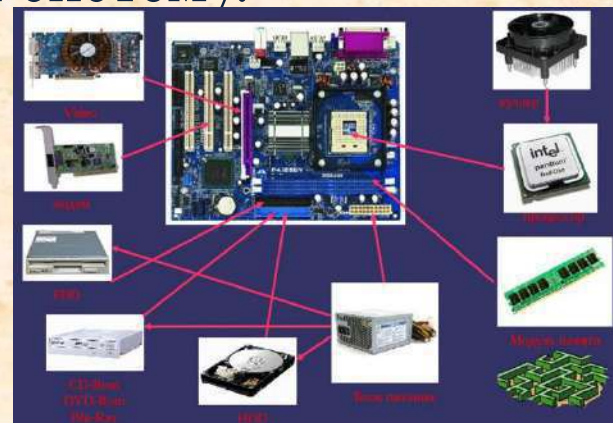 Video
кулер
intel
pentium
процессор
модем
FDD
Модуль памяти
CD-Rom
DVD-Rom
Blu-Ray
HDD
Блок питания